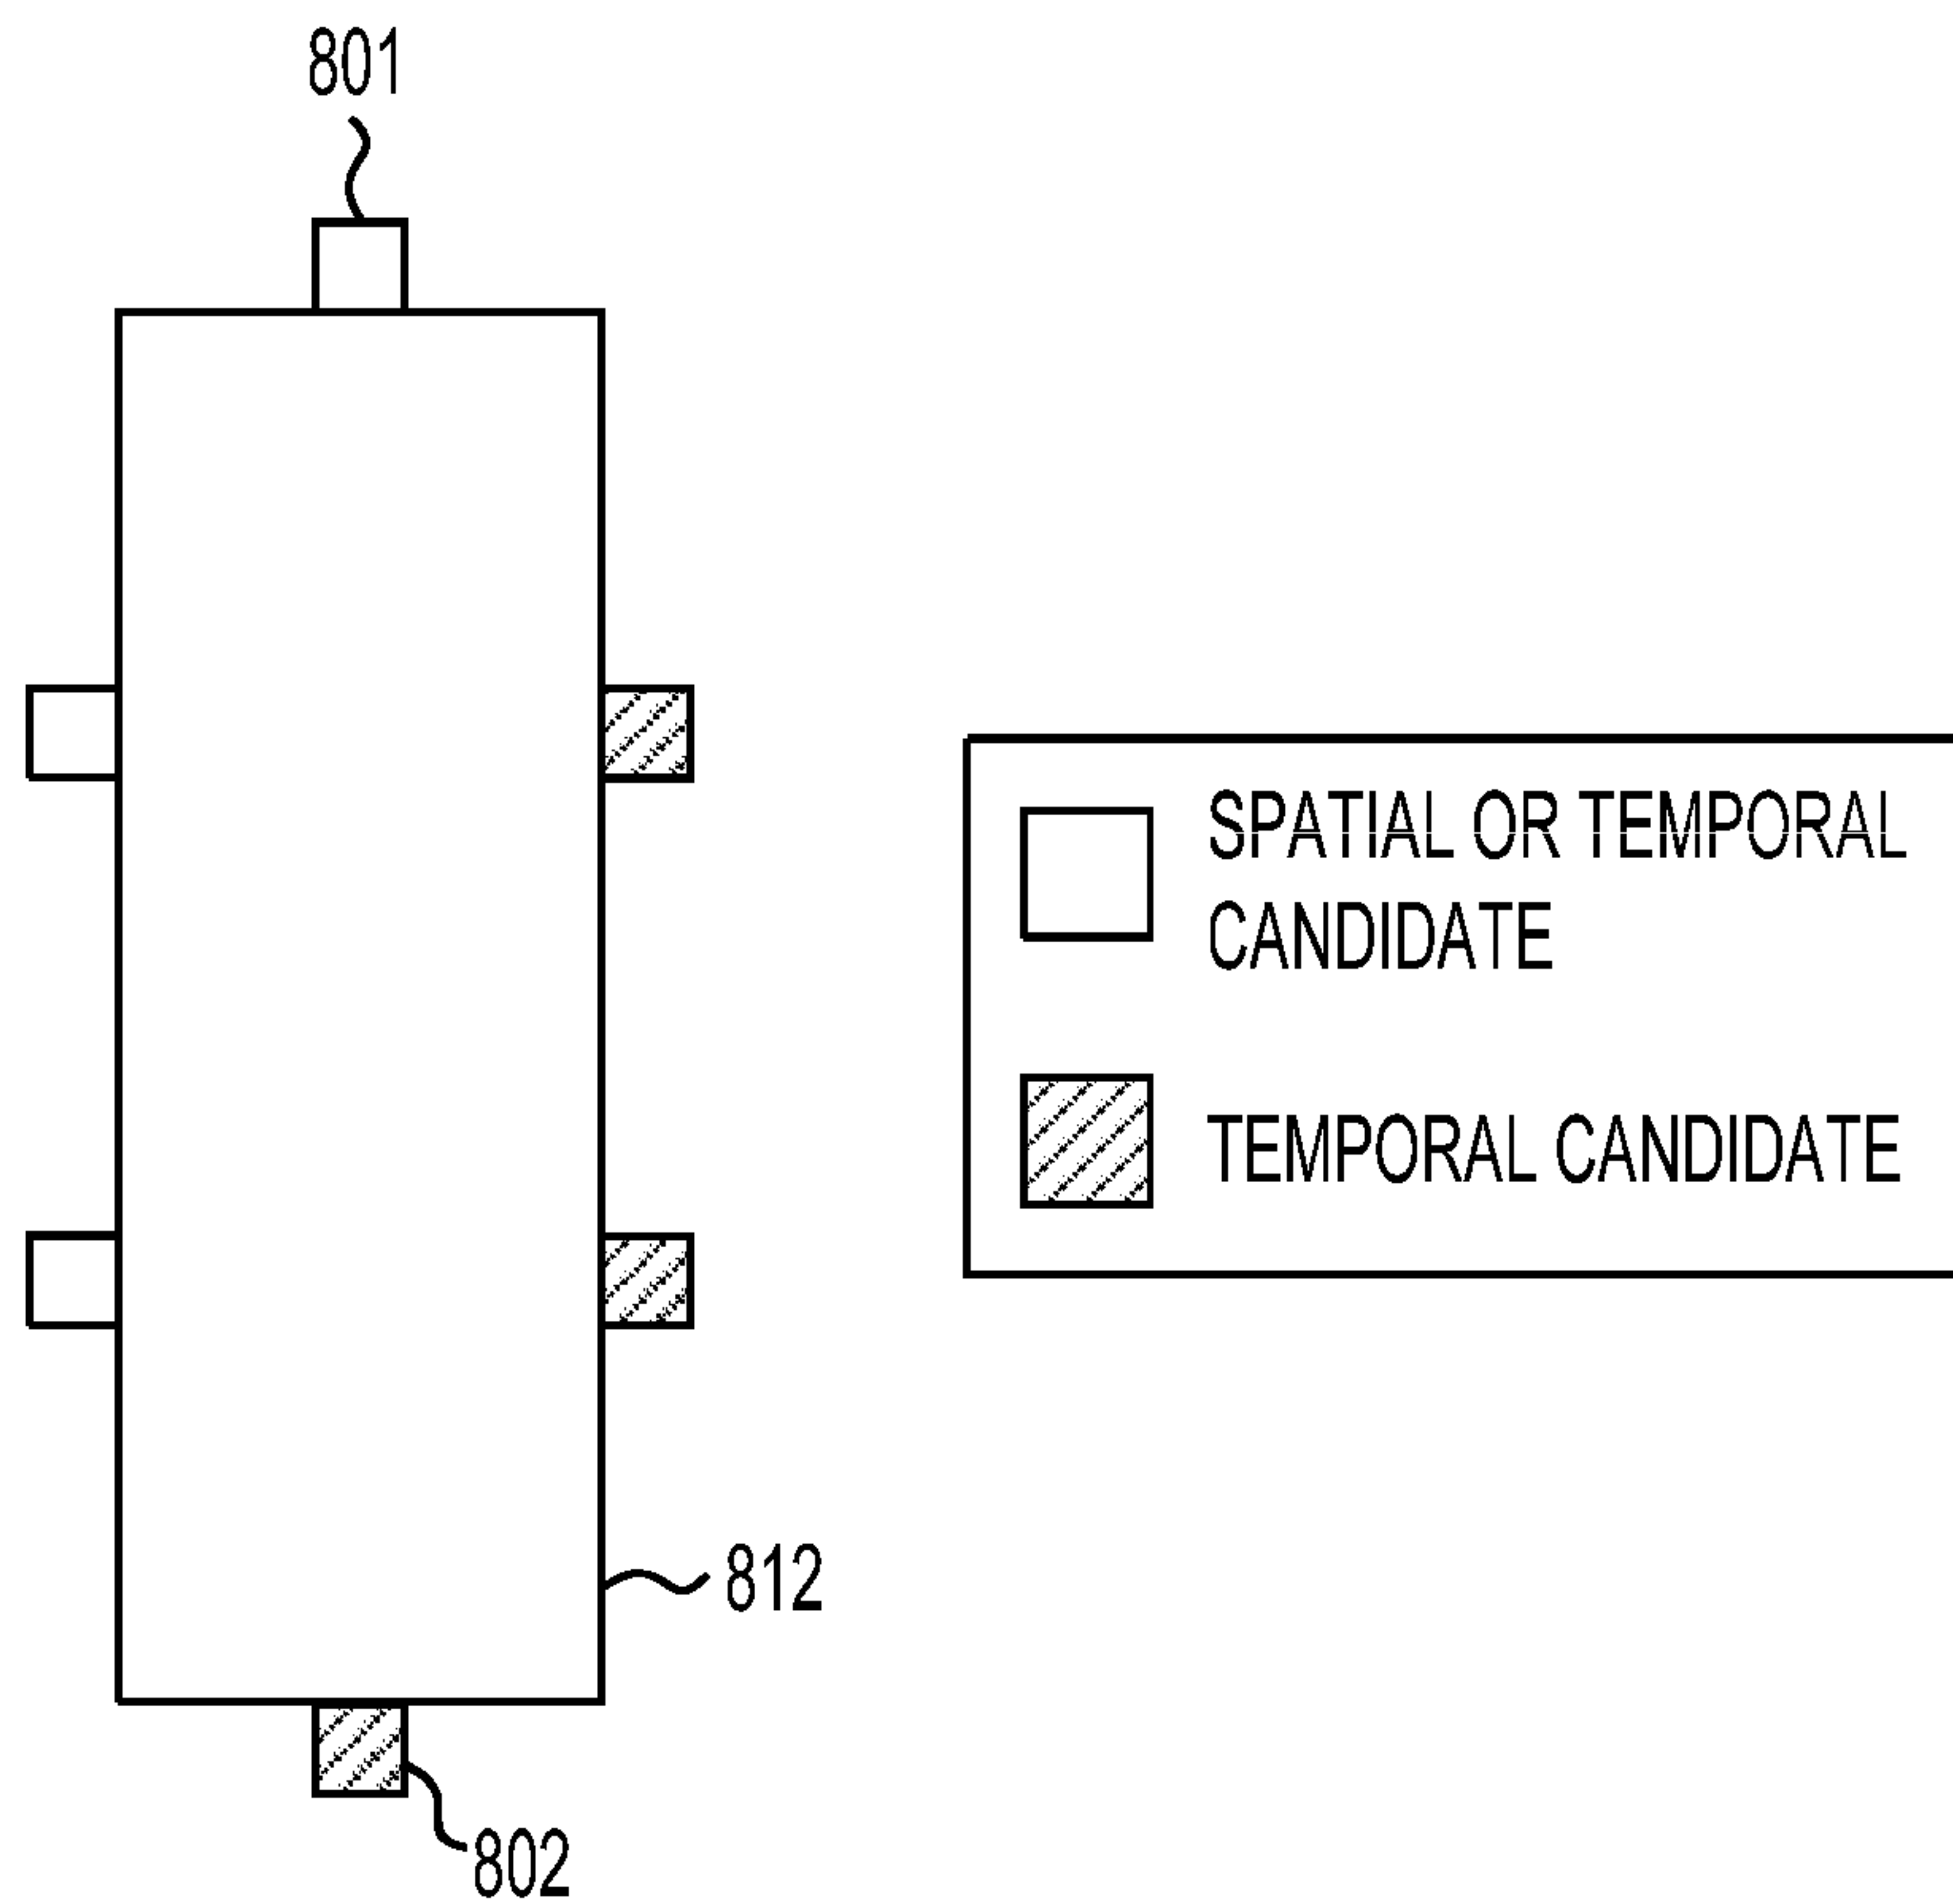 801
SPATIAL OR TEMPORAL
CANDIDATE
TEMPORAL CANDIDATE
812
802